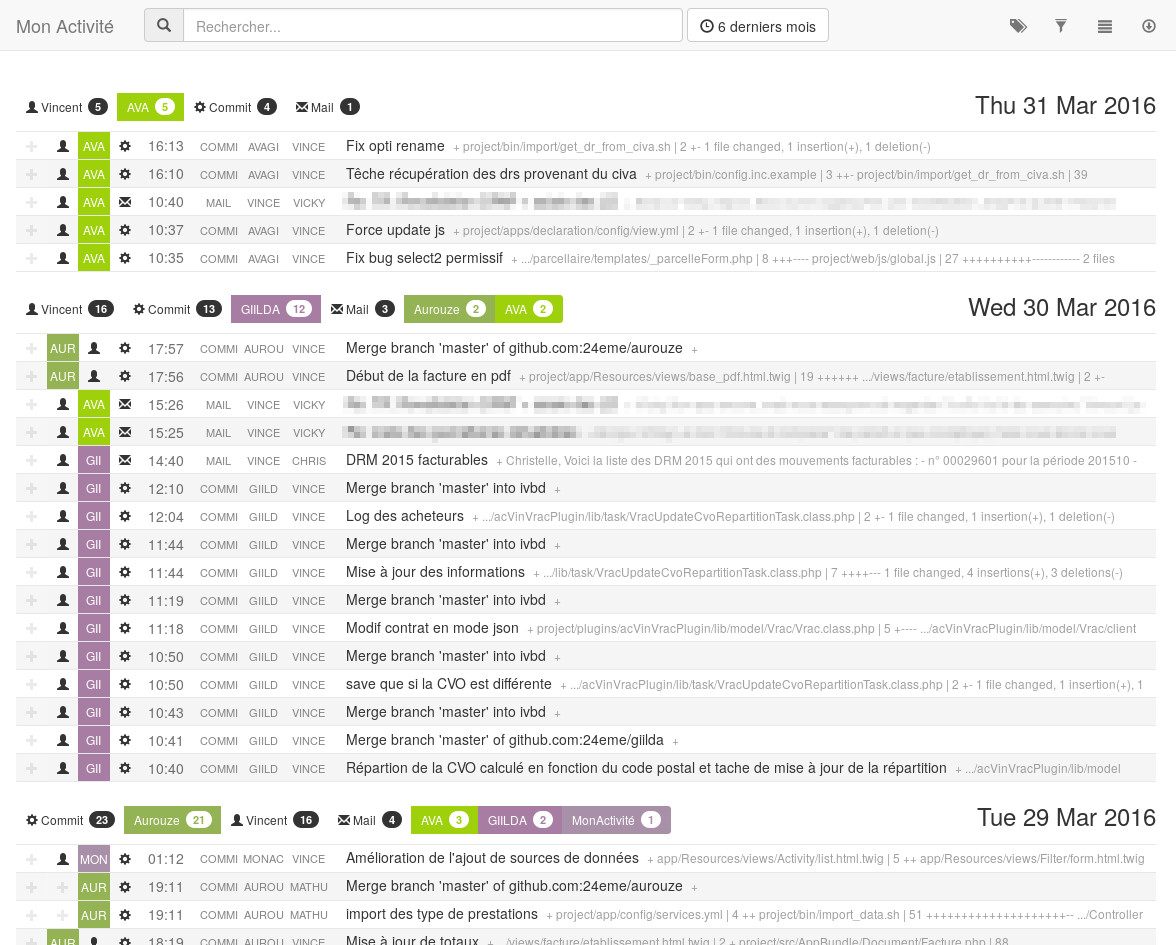 Mon Activité Rechercher... 6 derniers mois
Vincent 5 AVA 5 Commit 4 Mail 1 Thu 31 Mar 2016
AVA 16:13 COMMI AVAGI VINCE Fix opti rename + project/bin/import/get_dr_from_civa.sh | 2 +- 1 file changed, 1 insertion(+), 1 deletion(-)
AVA 16:10 COMMI AVAGI VINCE Têche récupération des drs provenant du civa + project/bin/config.inc.example | 3 ++- project/bin/import/get_dr_from_civa.sh | 39
AVA 10:40 MAIL VINCE VICKY
AVA 10:37 COMMI AVAGI VINCE Force update js + project/apps/declaration/config/view.yml | 2 +- 1 file changed, 1 insertion(+), 1 deletion(-)
AVA 10:35 COMMI AVAGI VINCE Fix bug select2 permissif + .../parcellaire/templates/_parcelleForm.php | 8 +++---- project/web/js/global.js | 27 ++++++++++------------ 2 files
Vincent 16 Commit 13 GIILDA 12 Mail 3 Aurouze 2 AVA 2 Wed 30 Mar 2016
AUR 17:57 COMMI AUROU VINCE Merge branch 'master' of github.com:24eme/aurouze +
AUR 17:56 COMMI AUROU VINCE Début de la facture en pdf + project/app/Resources/views/base_pdf.html.twig | 19 ++++++ .../views/facture/etablissement.html.twig | 2 +-
AVA 15:26 MAIL VINCE VICKY
AVA 15:25 MAIL VINCE VICKY
GII 14:40 MAIL VINCE CHRIS DRM 2015 facturables + Christelle, Voici la liste des DRM 2015 qui ont des mouvements facturables : - n° 00029601 pour la période 201510 -
GII 12:10 COMMI GIILD VINCE Merge branch 'master' into ivbd +
GII 12:04 COMMI GIILD VINCE Log des acheteurs + .../acVinVracPlugin/lib/task/VracUpdateCvoRepartitionTask.class.php | 2 +- 1 file changed, 1 insertion(+), 1 deletion(-)
GII 11:44 COMMI GIILD VINCE Merge branch 'master' into ivbd +
GII 11:44 COMMI GIILD VINCE Mise à jour des informations + .../lib/task/VracUpdateCvoRepartitionTask.class.php | 7 ++++--- 1 file changed, 4 insertions(+), 3 deletions(-)
GII 11:19 COMMI GIILD VINCE Merge branch 'master' into ivbd +
GII 11:18 COMMI GIILD VINCE Modif contrat en mode json + project/plugins/acVinVracPlugin/lib/model/Vrac/Vrac.class.php | 5 +---- .../acVinVracPlugin/lib/model/Vrac/client
GII 10:50 COMMI GIILD VINCE Merge branch 'master' into ivbd +
GII 10:50 COMMI GIILD VINCE save que si la CVO est différente + .../acVinVracPlugin/lib/task/VracUpdateCvoRepartitionTask.class.php | 2 +- 1 file changed, 1 insertion(+), 1
GII 10:43 COMMI GIILD VINCE Merge branch 'master' into ivbd +
GII 10:41 COMMI GIILD VINCE Merge branch 'master' of github.com:24eme/giilda +
GII 10:40 COMMI GIILD VINCE Répartion de la CVO calculé en fonction du code postal et tache de mise à jour de la répartition + .../acVinVracPlugin/lib/model
Commit 23 Aurouze 21 Vincent 16 Mail 4 AVA 3 GIILDA 2 MonActivité 1 Tue 29 Mar 2016
MON 01:12 COMMI MONAC VINCE Amélioration de l'ajout de sources de données + app/Resources/views/Activity/list.html.twig | 5 ++ app/Resources/views/Filter/form.html.twig
AUR 19:11 COMMI AUROU MATHU Merge branch 'master' of github.com:24eme/aurouze +
AUR 19:11 COMMI AUROU MATHU import des type de prestations + project/app/config/services.yml | 4 ++ project/bin/import_data.sh | 51 ++++++++++++++++++++-- .../Controller
AUR 18:19 COMMI AUROU VINCE Mise à jour de totaux + .../views/facture/etablissement.html.twig | 2 + project/src/AppBundle/Document/Facture.php | 88